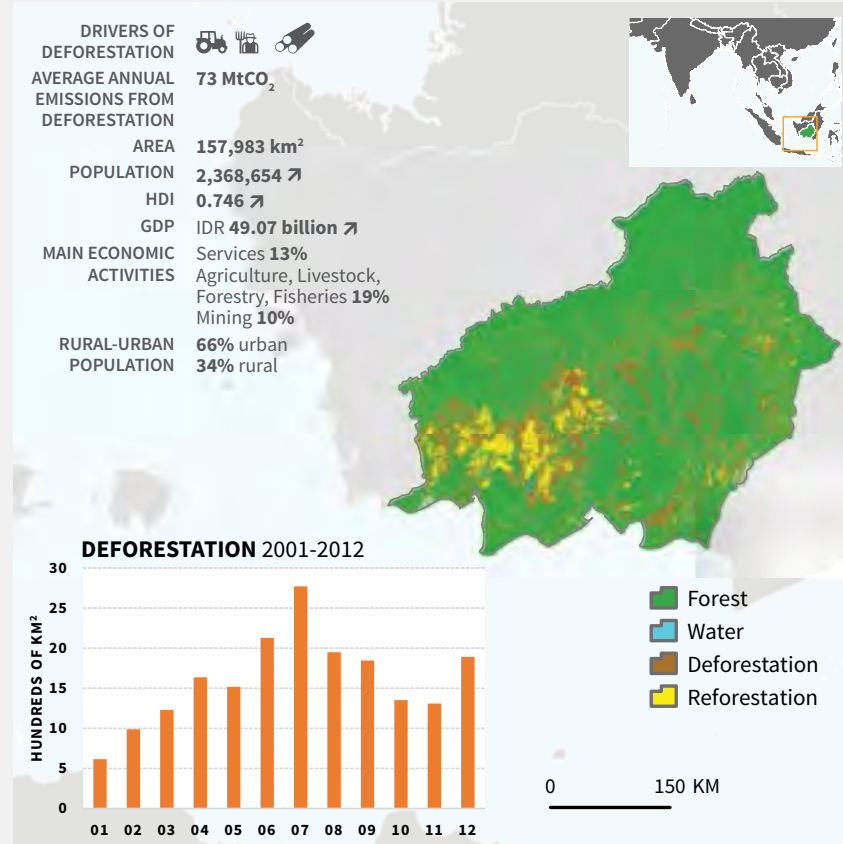 DRIVERS OF
DEFORESTATION
AVERAGE ANNUAL
EMISSIONS FROM
DEFORESTATION
73 MtCO₂
AREA 157,983 km²
POPULATION 2,368,654 ↗
HDI 0.746 ↗
GDP IDR 49.07 billion ↗
MAIN ECONOMIC
ACTIVITIES
Services 13%
Agriculture, Livestock,
Forestry, Fisheries 19%
Mining 10%
RURAL-URBAN
POPULATION
66% urban
34% rural
DEFORESTATION 2001-2012
HUNDREDS OF KM²
30
25
20
15
10
5
0
01 02 03 04 05 06 07 08 09 10 11 12
Forest
Water
Deforestation
Reforestation
0 150 KM